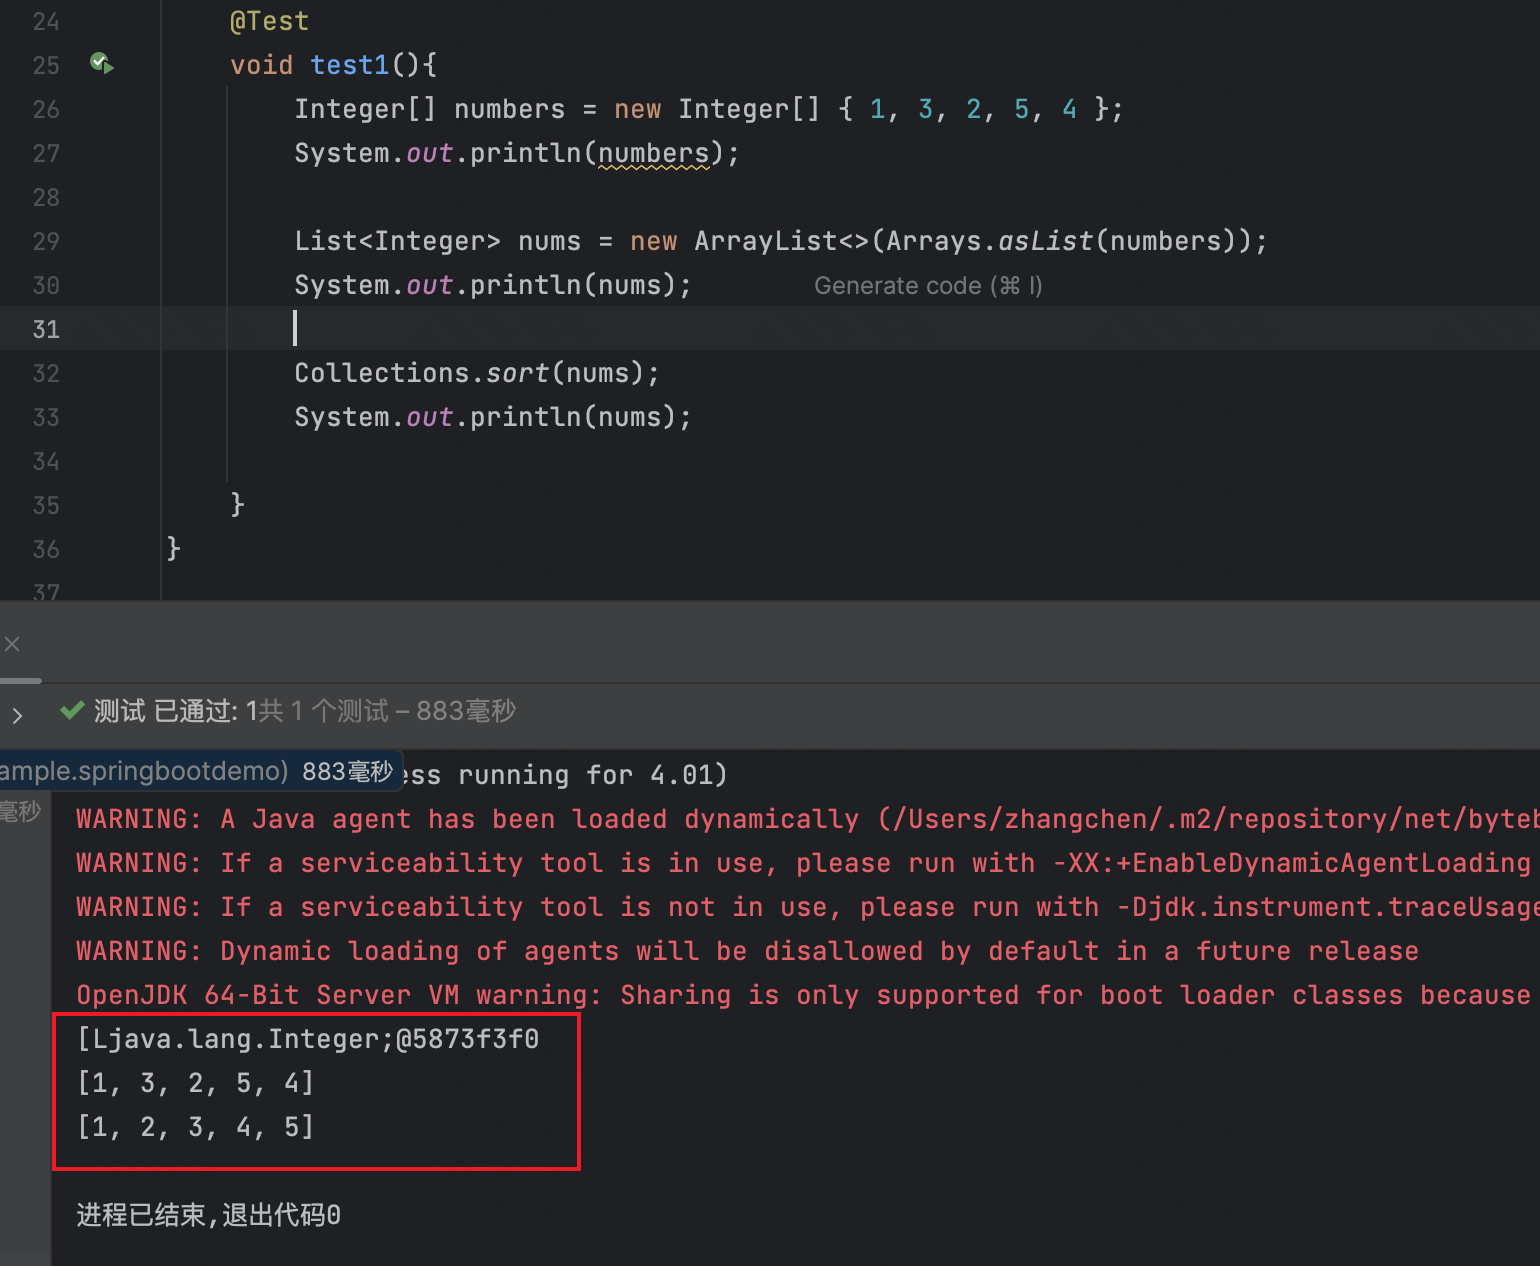 24 @Test
25 void test1(){
26 Integer[] numbers = new Integer[] { 1, 3, 2, 5, 4 };
27 System.out.println(numbers);
28
29 List<Integer> nums = new ArrayList<>(Arrays.asList(numbers));
30 System.out.println(nums); Generate code (⌘ I)
31
32 Collections.sort(nums);
33 System.out.println(nums);
34
35 }
36 }
37
测试 已通过: 1共 1 个测试 – 883毫秒
ample.springbootdemo) 883毫秒 ess running for 4.01)
毫秒
WARNING: A Java agent has been loaded dynamically (/Users/zhangchen/.m2/repository/net/byteb
WARNING: If a serviceability tool is in use, please run with -XX:+EnableDynamicAgentLoading
WARNING: If a serviceability tool is not in use, please run with -Djdk.instrument.traceUsage
WARNING: Dynamic loading of agents will be disallowed by default in a future release
OpenJDK 64-Bit Server VM warning: Sharing is only supported for boot loader classes because
[Ljava.lang.Integer;@5873f3f0
[1, 3, 2, 5, 4]
[1, 2, 3, 4, 5]
进程已结束,退出代码0